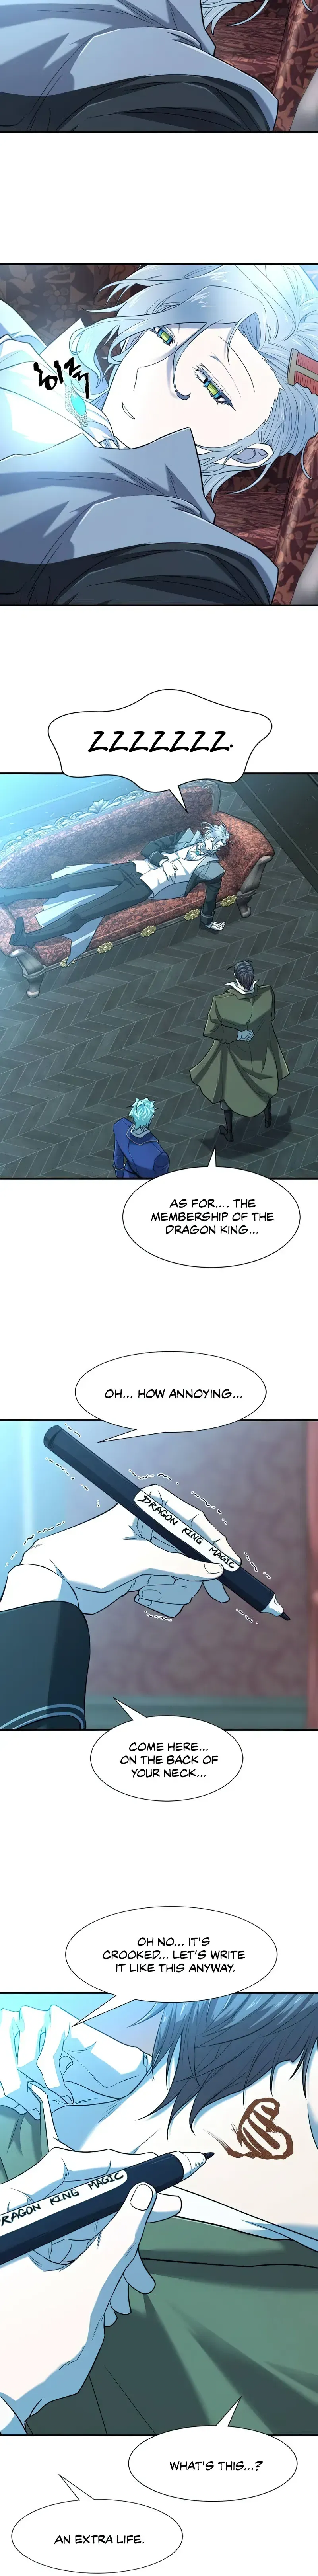 히죽
ZZZZZZZ.
AS FOR.... THE
MEMBERSHIP OF THE
DRAGON KING...
OH... HOW ANNOYING...
DRAGON KING MAGIC
COME HERE...
ON THE BACK OF
YOUR NECK...
OH NO... IT'S
CROOKED... LET'S WRITE
IT LIKE THIS ANYWAY.
DRAGON KING MAGIC
WHAT'S THIS...?
AN EXTRA LIFE.